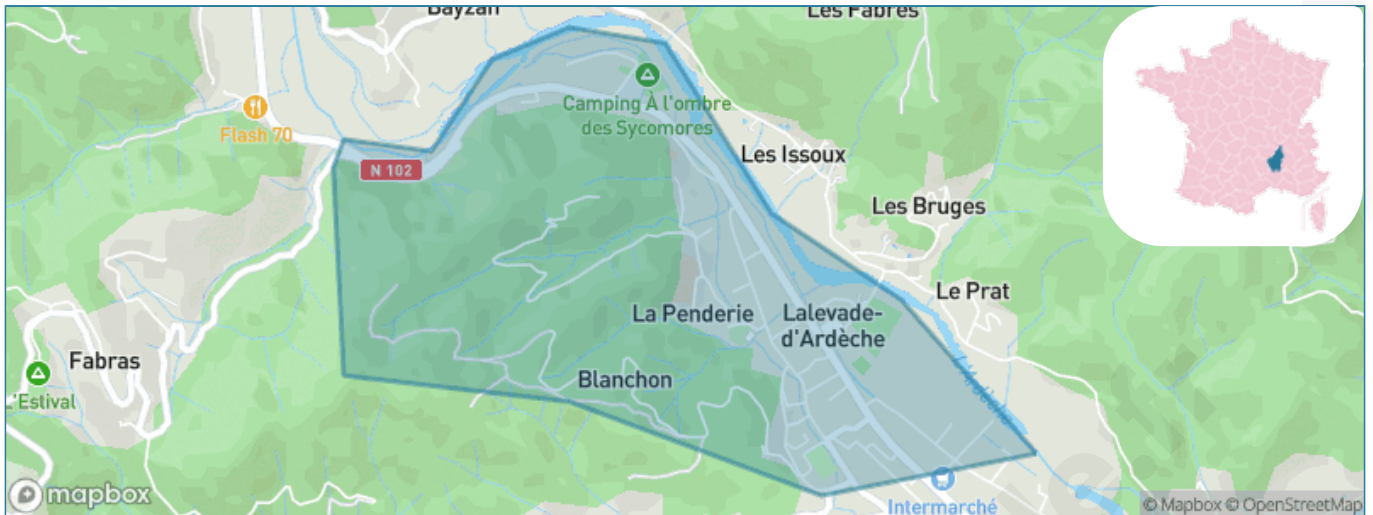 Bayzan
Les Fabres
Flash 70
Camping À l'ombre
des Sycomores
N 102
Les Issoux
Les Bruges
Le Prat
La Penderie
Lalevade-
d'Ardèche
Fabras
Blanchon
L'Estival
Ardèche
Intermarché
mapbox
© Mapbox © OpenStreetMap